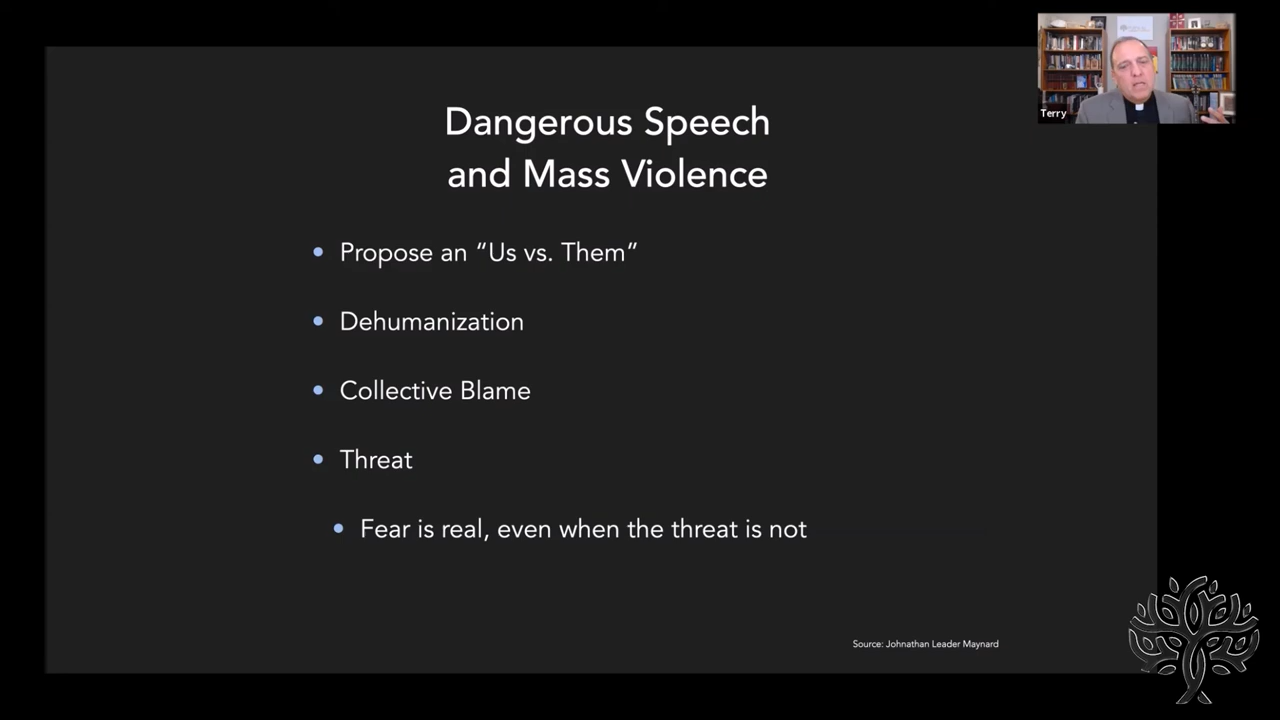 Dangerous Speech
and Mass Violence
• Propose an “Us vs. Them”
• Dehumanization
• Collective Blame
• Threat
• Fear is real, even when the threat is not
Source: Johnathan Leader Maynard
Terry